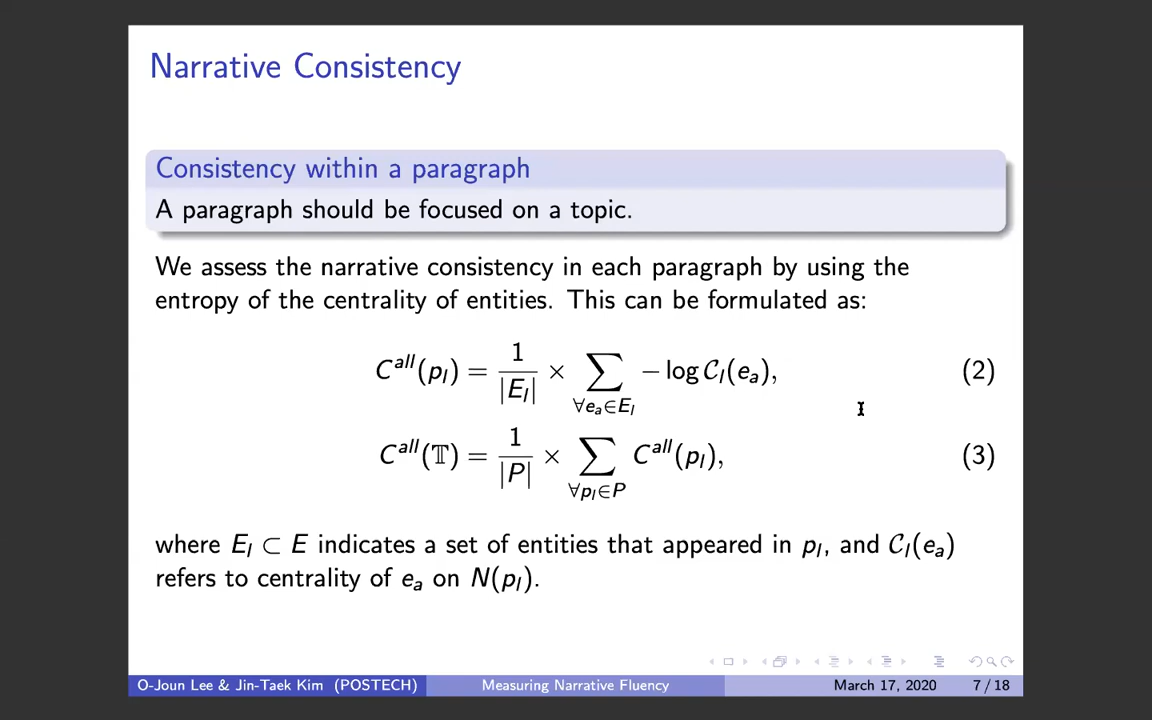 Narrative Consistency
Consistency within a paragraph
A paragraph should be focused on a topic.
We assess the narrative consistency in each paragraph by using the
entropy of the centrality of entities. This can be formulated as:
C^{all}(p_l) = \frac{1}{|E_l|} × \sum_{∀e_a∈E_l} − log 𝒞_l(e_a), (2)
C^{all}(𝕋) = \frac{1}{|P|} × \sum_{∀p_l∈P} C^{all}(p_l), (3)
where E_l ⊂ E indicates a set of entities that appeared in p_l, and 𝒞_l(e_a)
refers to centrality of e_a on N(p_l).
O-Joun Lee & Jin-Taek Kim (POSTECH) Measuring Narrative Fluency March 17, 2020 7 / 18